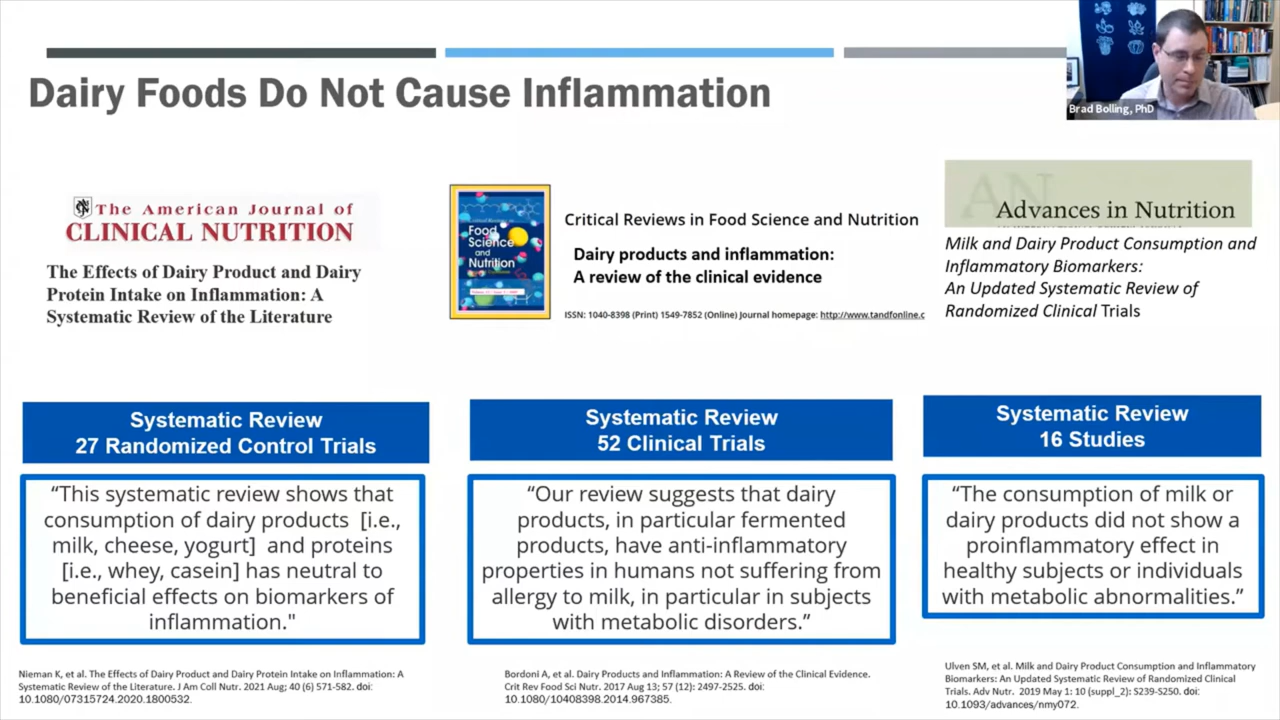 Dairy Foods Do Not Cause Inflammation
Brad Bolling, PhD
The American Journal of
CLINICAL NUTRITION
The Effects of Dairy Product and Dairy
Protein Intake on Inflammation: A
Systematic Review of the Literature
Food
Science
and
Nutrition
Critical Reviews in Food Science and Nutrition
Dairy products and inflammation:
A review of the clinical evidence
ISSN: 1040-8398 (Print) 1549-7852 (Online) Journal homepage: http://www.tandfonline.c
AN
Advances in Nutrition
Milk and Dairy Product Consumption and
Inflammatory Biomarkers:
An Updated Systematic Review of
Randomized Clinical Trials
Systematic Review
27 Randomized Control Trials
“This systematic review shows that
consumption of dairy products [i.e.,
milk, cheese, yogurt] and proteins
[i.e., whey, casein] has neutral to
beneficial effects on biomarkers of
inflammation."
Systematic Review
52 Clinical Trials
“Our review suggests that dairy
products, in particular fermented
products, have anti-inflammatory
properties in humans not suffering from
allergy to milk, in particular in subjects
with metabolic disorders.”
Systematic Review
16 Studies
“The consumption of milk or
dairy products did not show a
proinflammatory effect in
healthy subjects or individuals
with metabolic abnormalities.”
Nieman K, et al. The Effects of Dairy Product and Dairy Protein Intake on Inflammation: A
Systematic Review of the Literature. J Am Coll Nutr. 2021 Aug; 40 (6) 571-582. doi:
10.1080/07315724.2020.1800532.
Bordoni A, et al. Dairy Products and Inflammation: A Review of the Clinical Evidence.
Crit Rev Food Sci Nutr. 2017 Aug 13; 57 (12): 2497-2525. doi:
10.1080/10408398.2014.967385.
Ulven SM, et al. Milk and Dairy Product Consumption and Inflammatory
Biomarkers: An Updated Systematic Review of Randomized Clinical
Trials. Adv Nutr. 2019 May 1: 10 (suppl_2): S239-S250. doi:
10.1093/advances/nmy072.